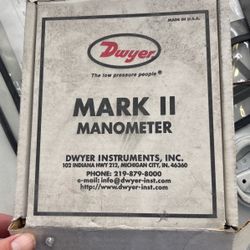 MADE IN U.S.A.
Dwyer
The low pressure people®
MARK II
MANOMETER
DWYER INSTRUMENTS, INC.
102 INDIANA HWY 212, MICHIGAN CITY, IN. 46360
PHONE: 219-879-8000
e-mail: info@dwyer-inst.com
http://www.dwyer-inst.com